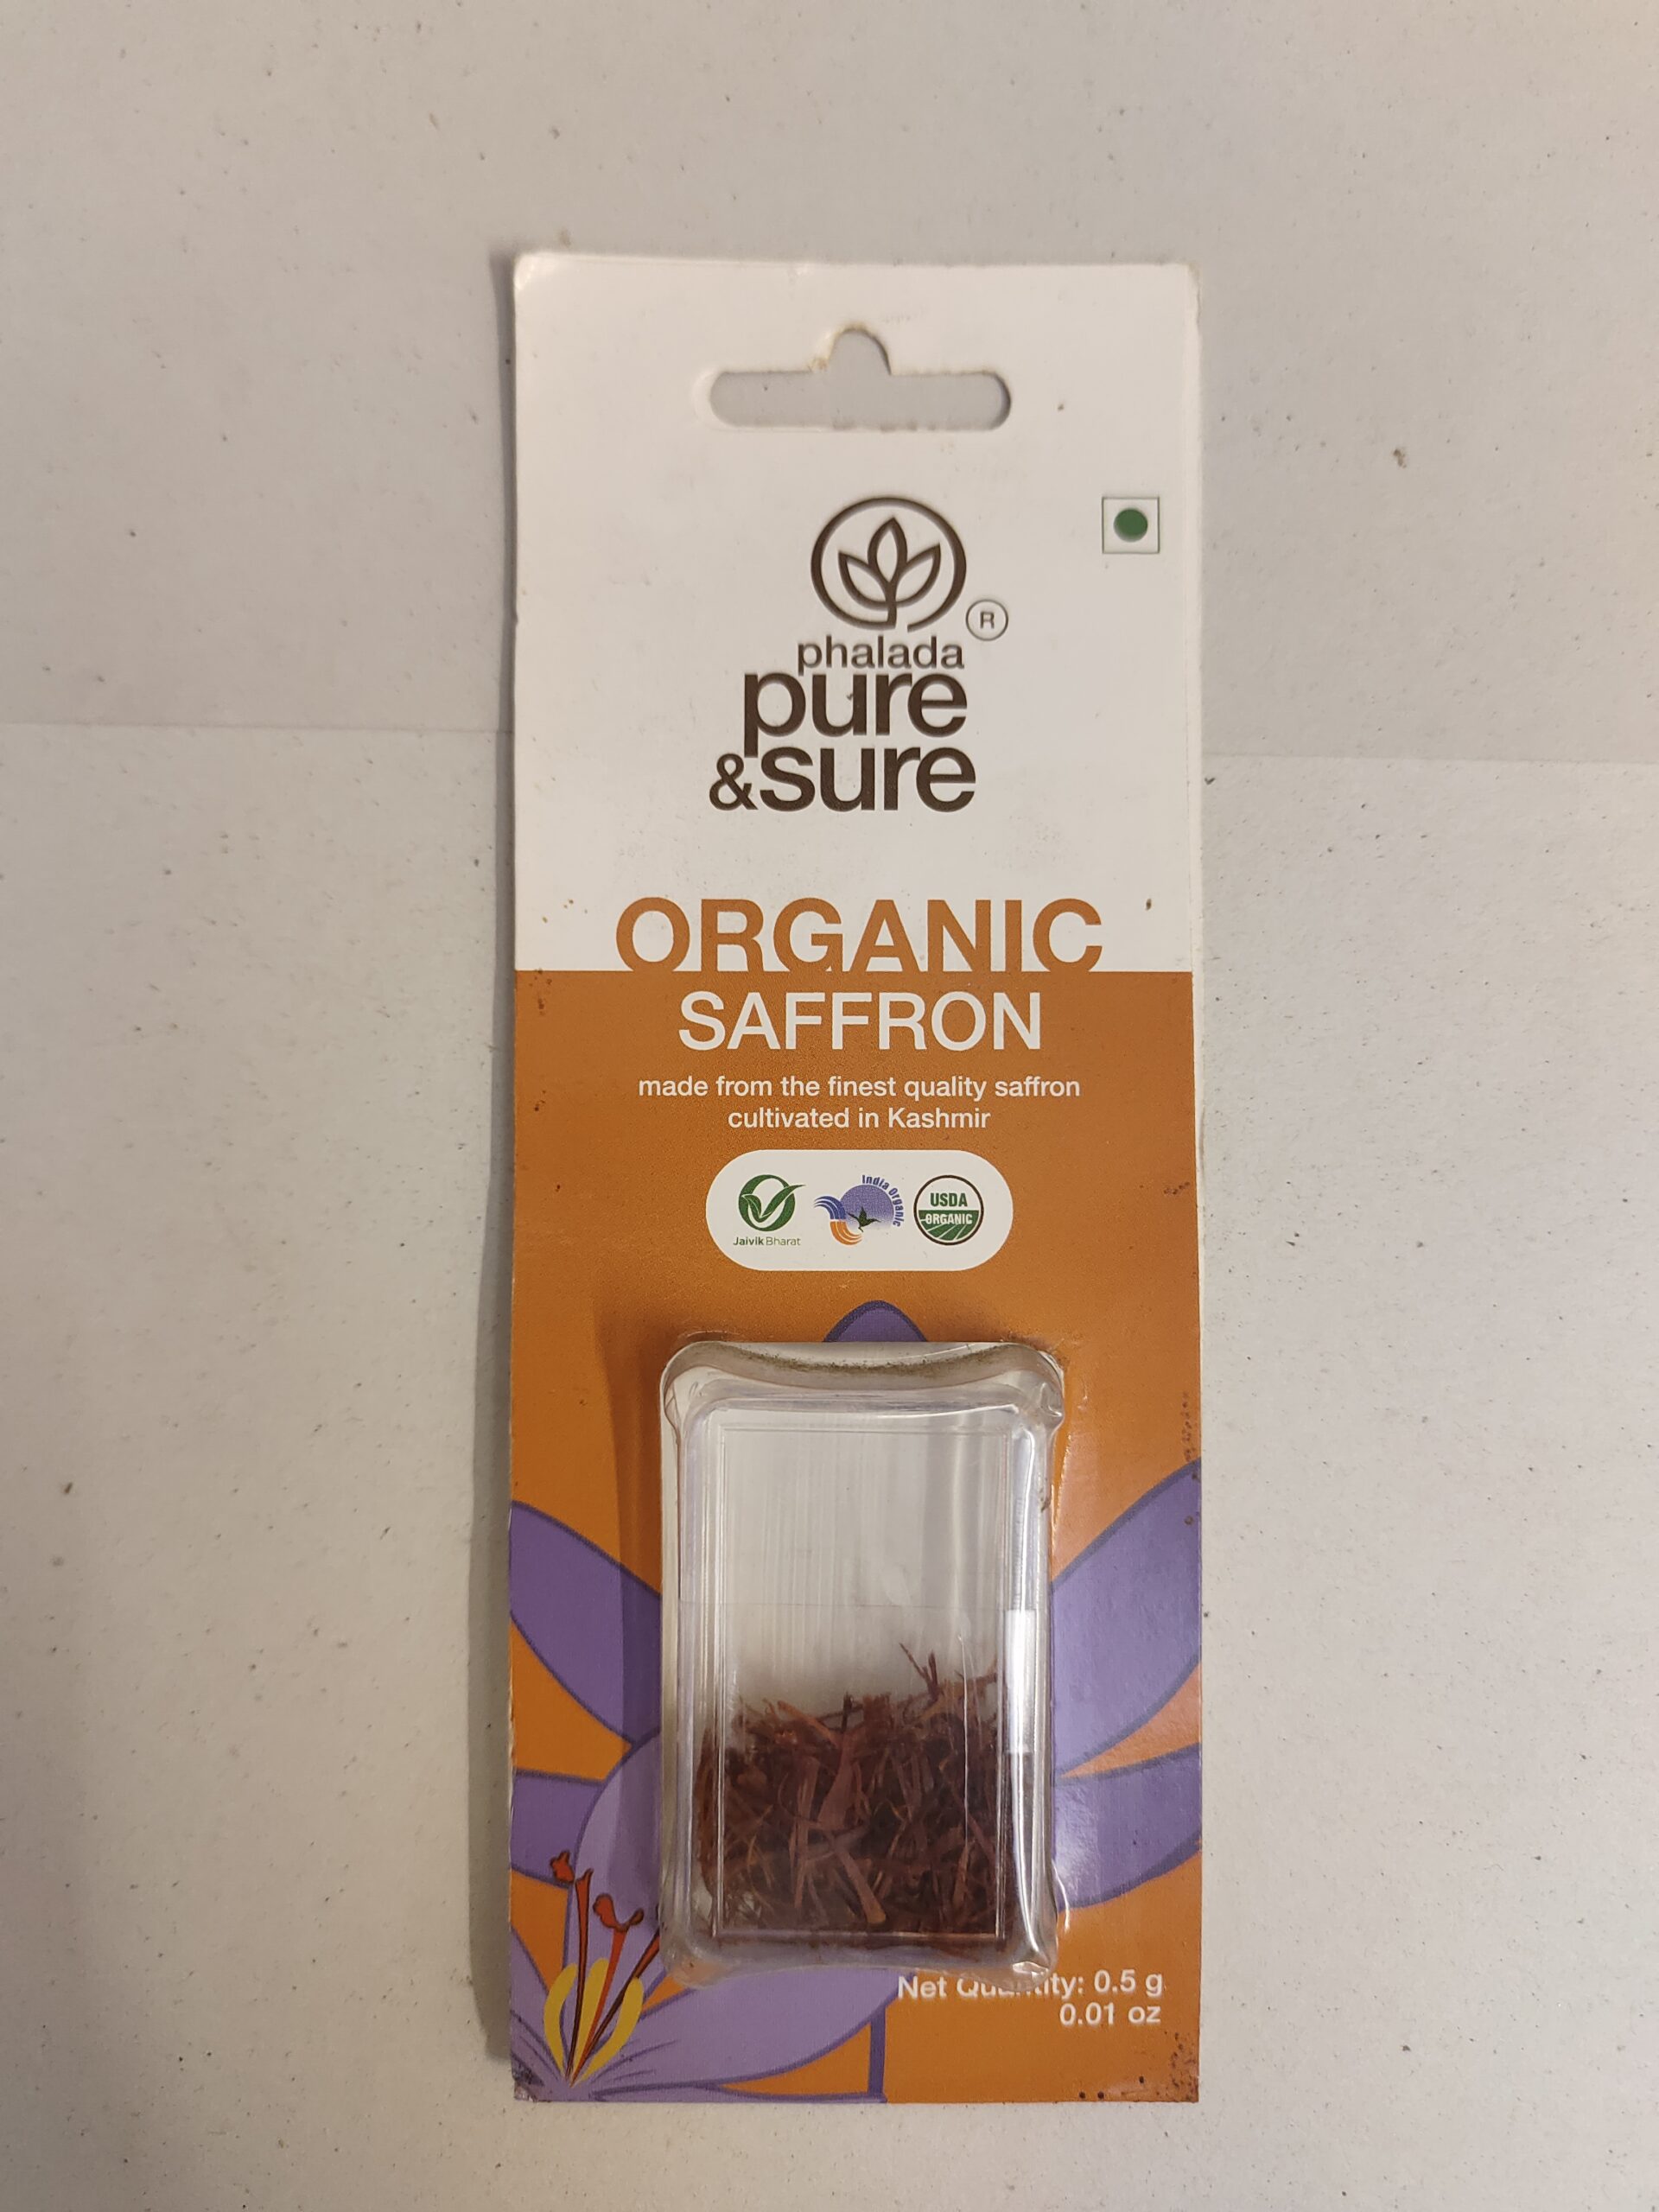 R
phalada
pure
&sure
ORGANIC
SAFFRON
made from the finest quality saffron
cultivated in Kashmir
Jaivik Bharat
India Organic
USDA
ORGANIC
Net Quantity: 0.5 g
0.01 oz